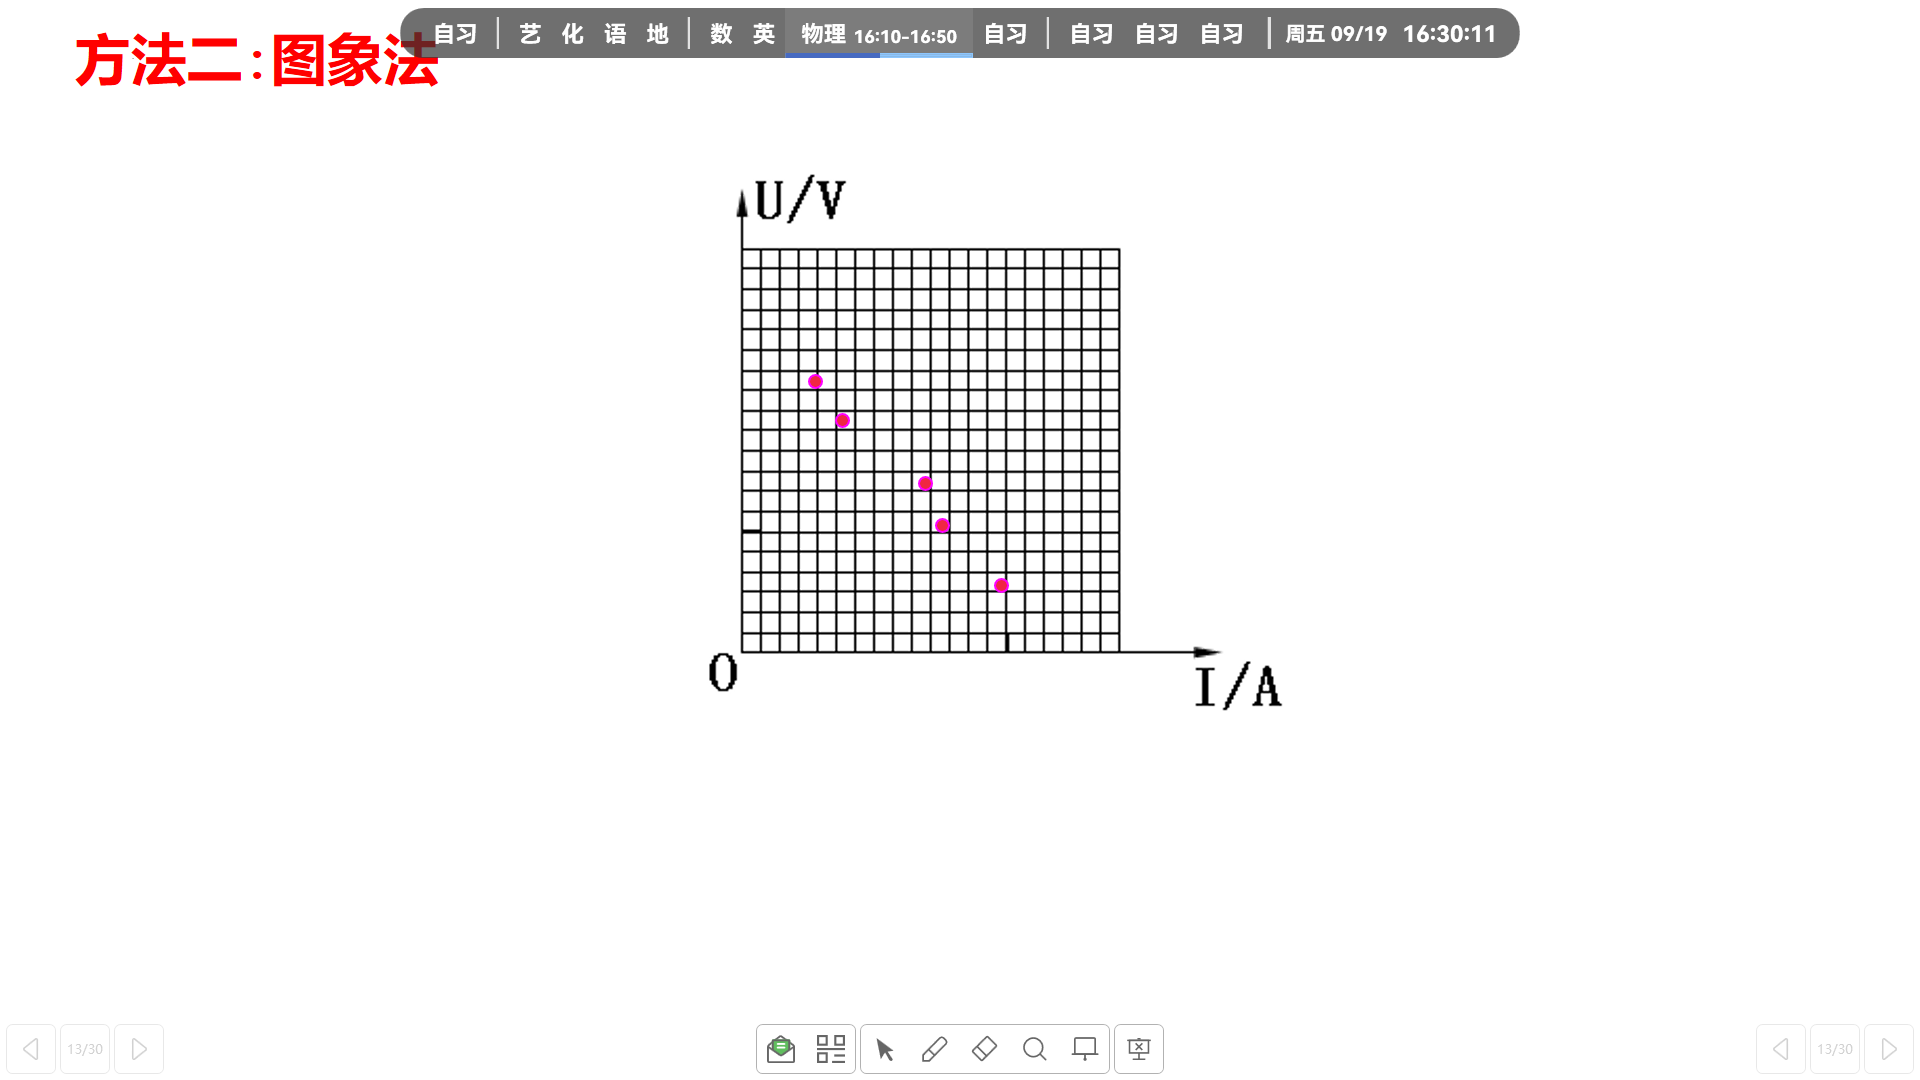 自习 艺 化 语 地 数 英 物理 16:10-16:50 自习 自习 自习 自习 周五 09/19 16:30:11
方法二:图象法
U/V
O
I/A
13/30 13/30